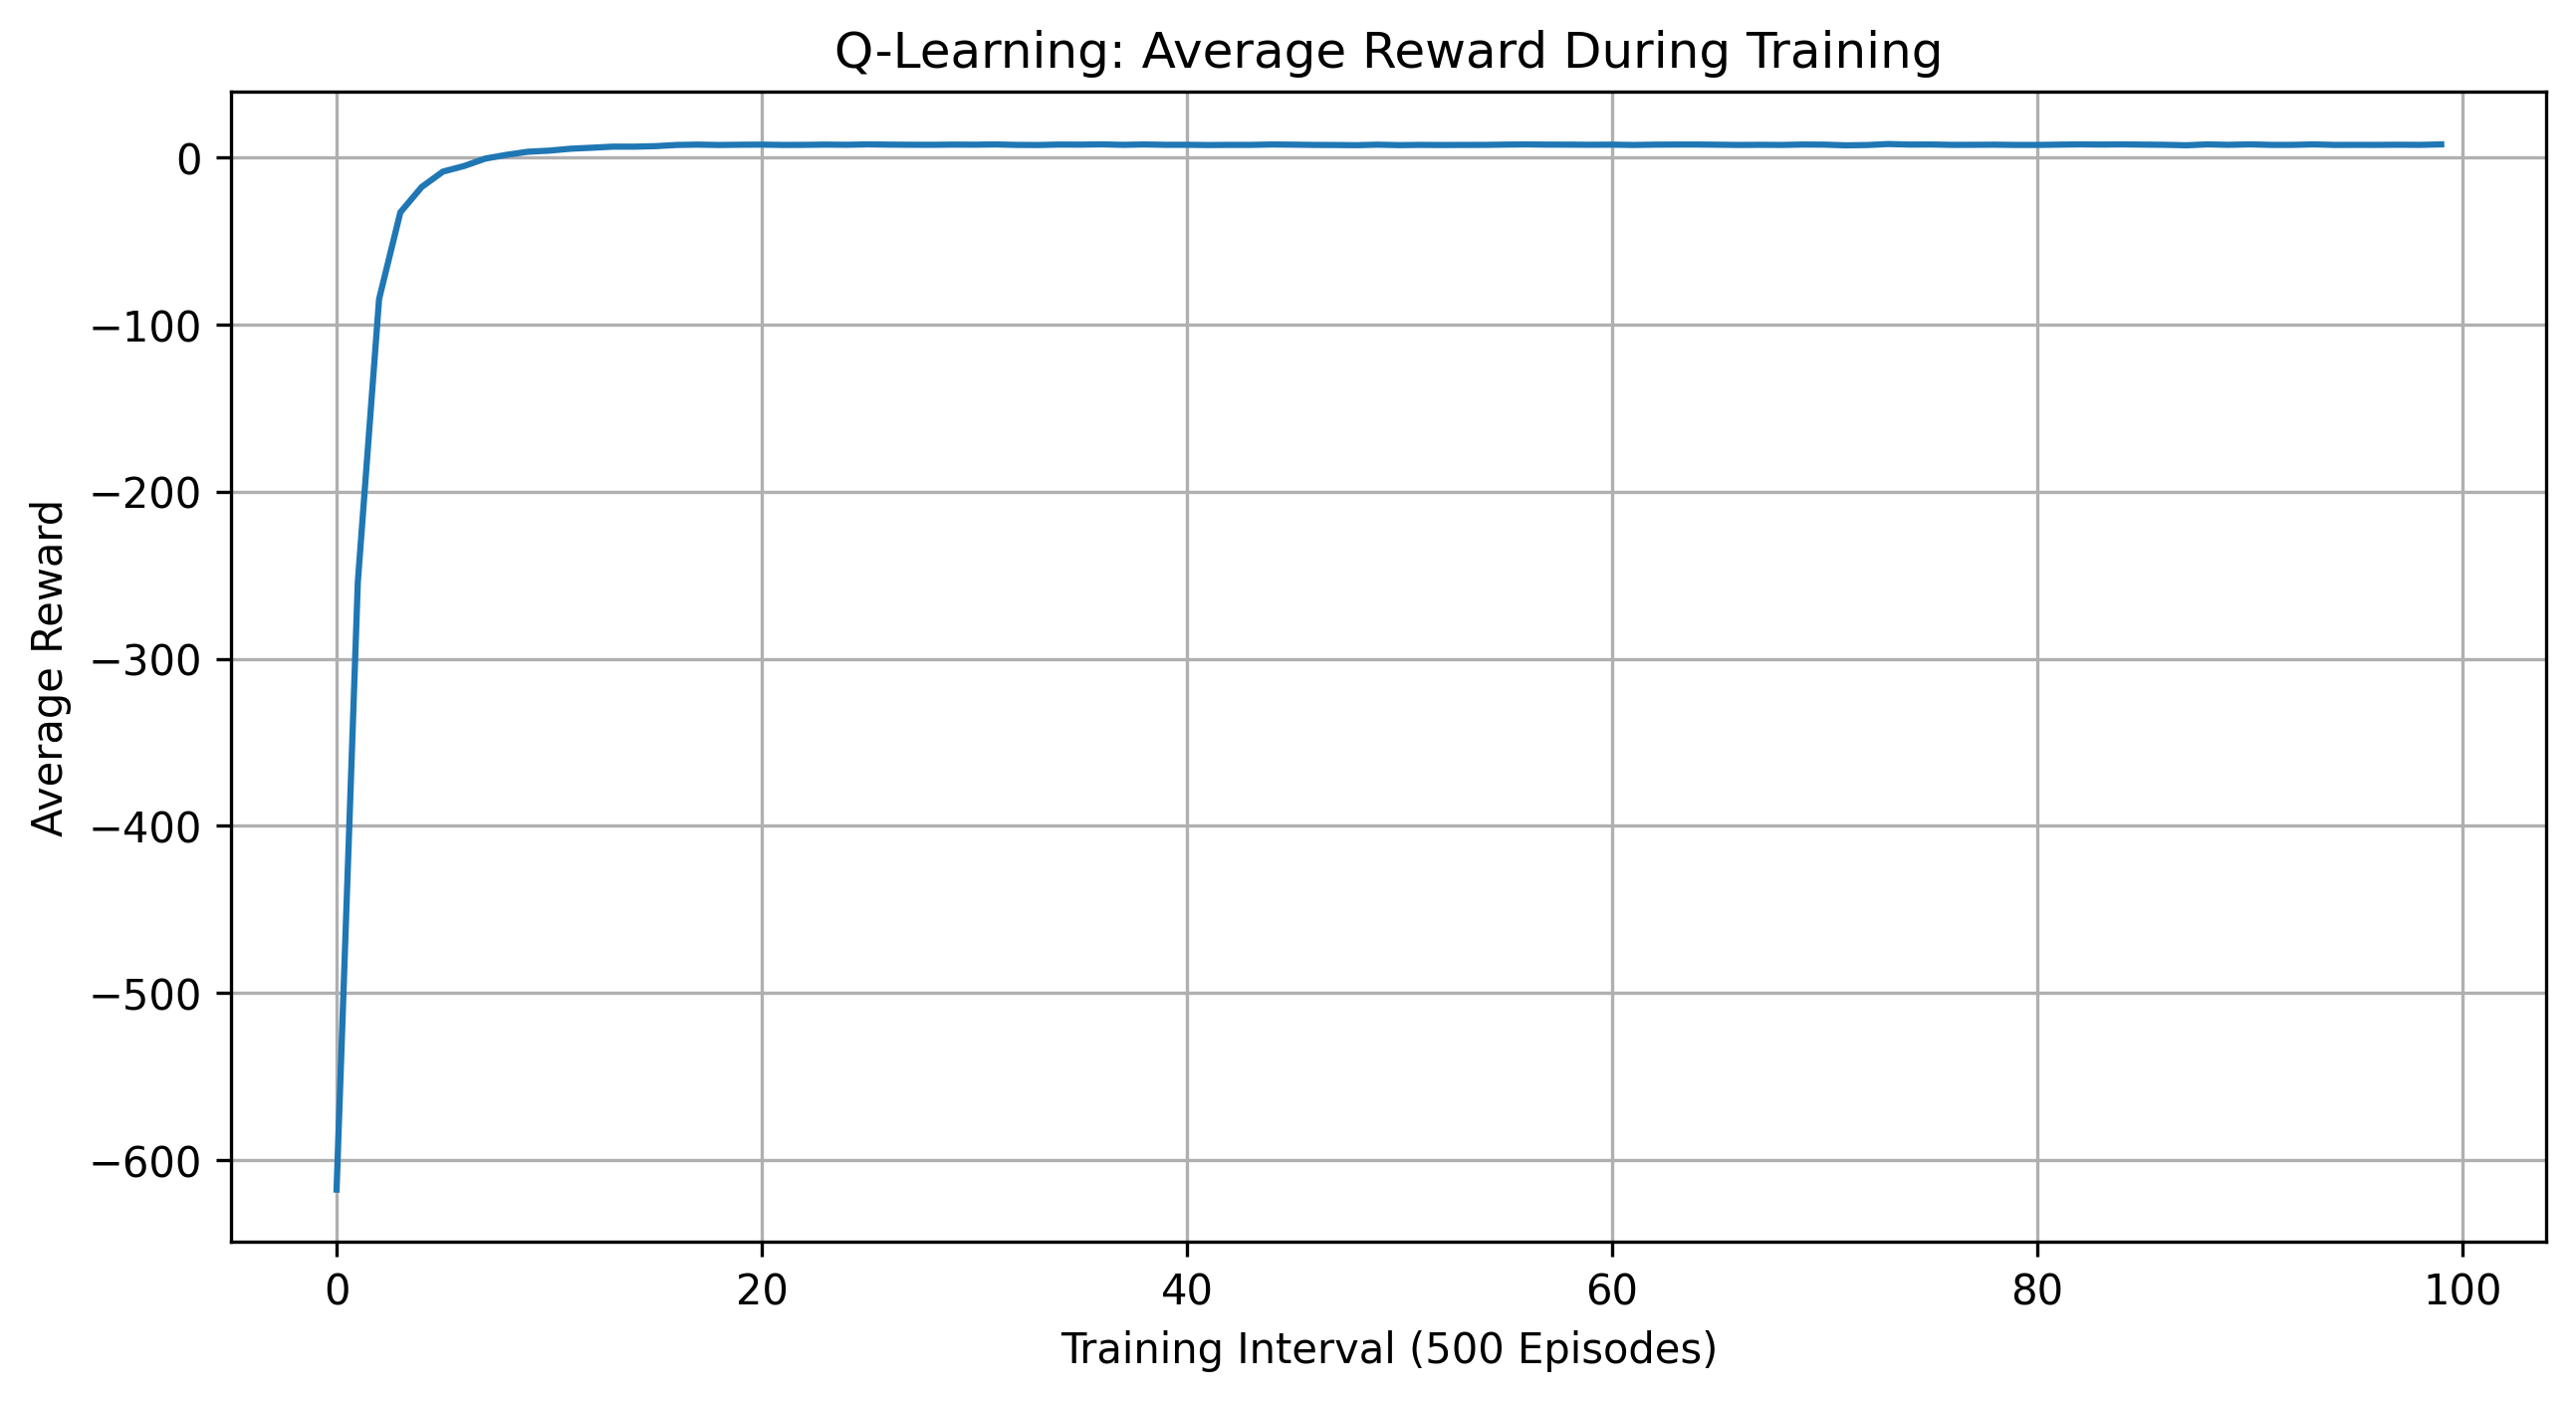 Q-Learning: Average Reward During Training
Average Reward
0
−100
−200
−300
−400
−500
−600
0 20 40 60 80 100
Training Interval (500 Episodes)